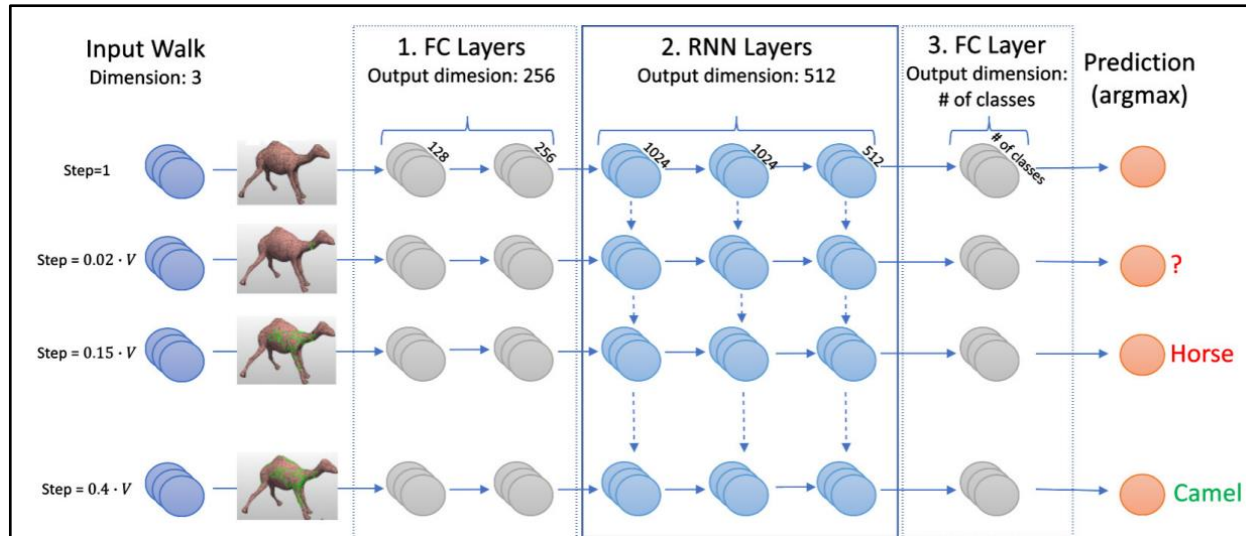 Input Walk
Dimension: 3
1. FC Layers
Output dimesion: 256
2. RNN Layers
Output dimension: 512
3. FC Layer
Output dimension:
# of classes
Prediction
(argmax)
Step=1
128
256
1024
1024
512
# of classes
Step = 0.02 · V
?
Step = 0.15 · V
Horse
Step = 0.4 · V
Camel